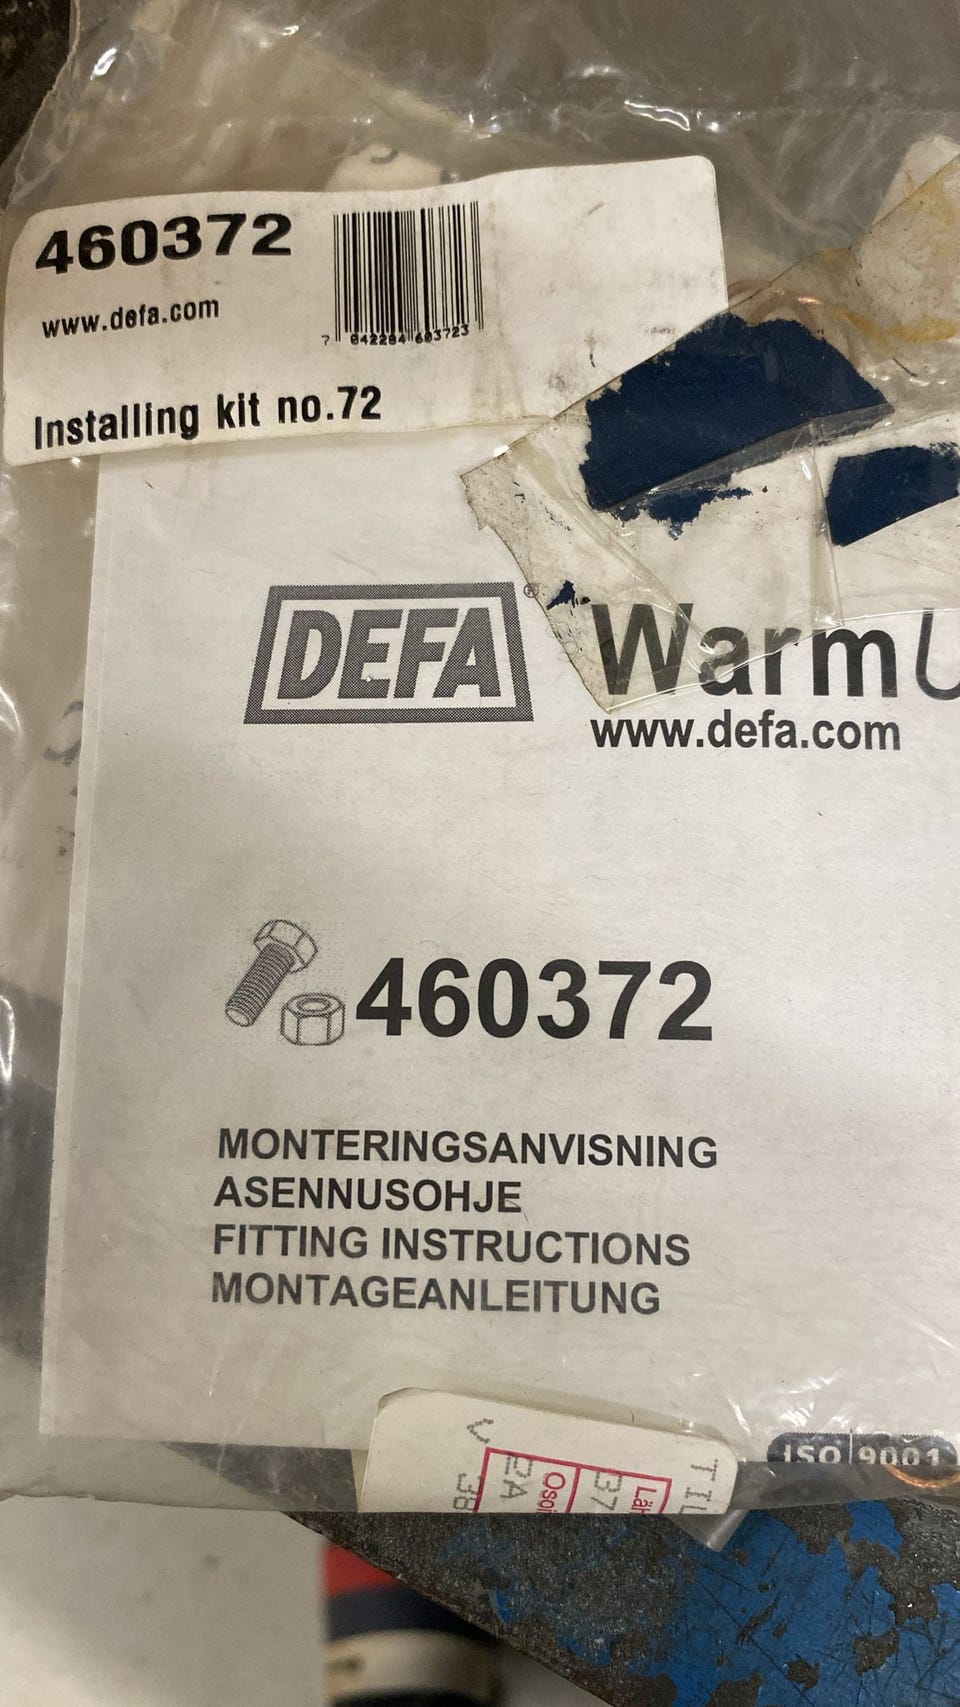 460372
www.defa.com
7 042284 603723
Installing kit no.72
DEFA®
Warm
www.defa.com
460372
MONTERINGSANVISNING
ASENNUSOHJE
FITTING INSTRUCTIONS
MONTAGEANLEITUNG
ISO 9001